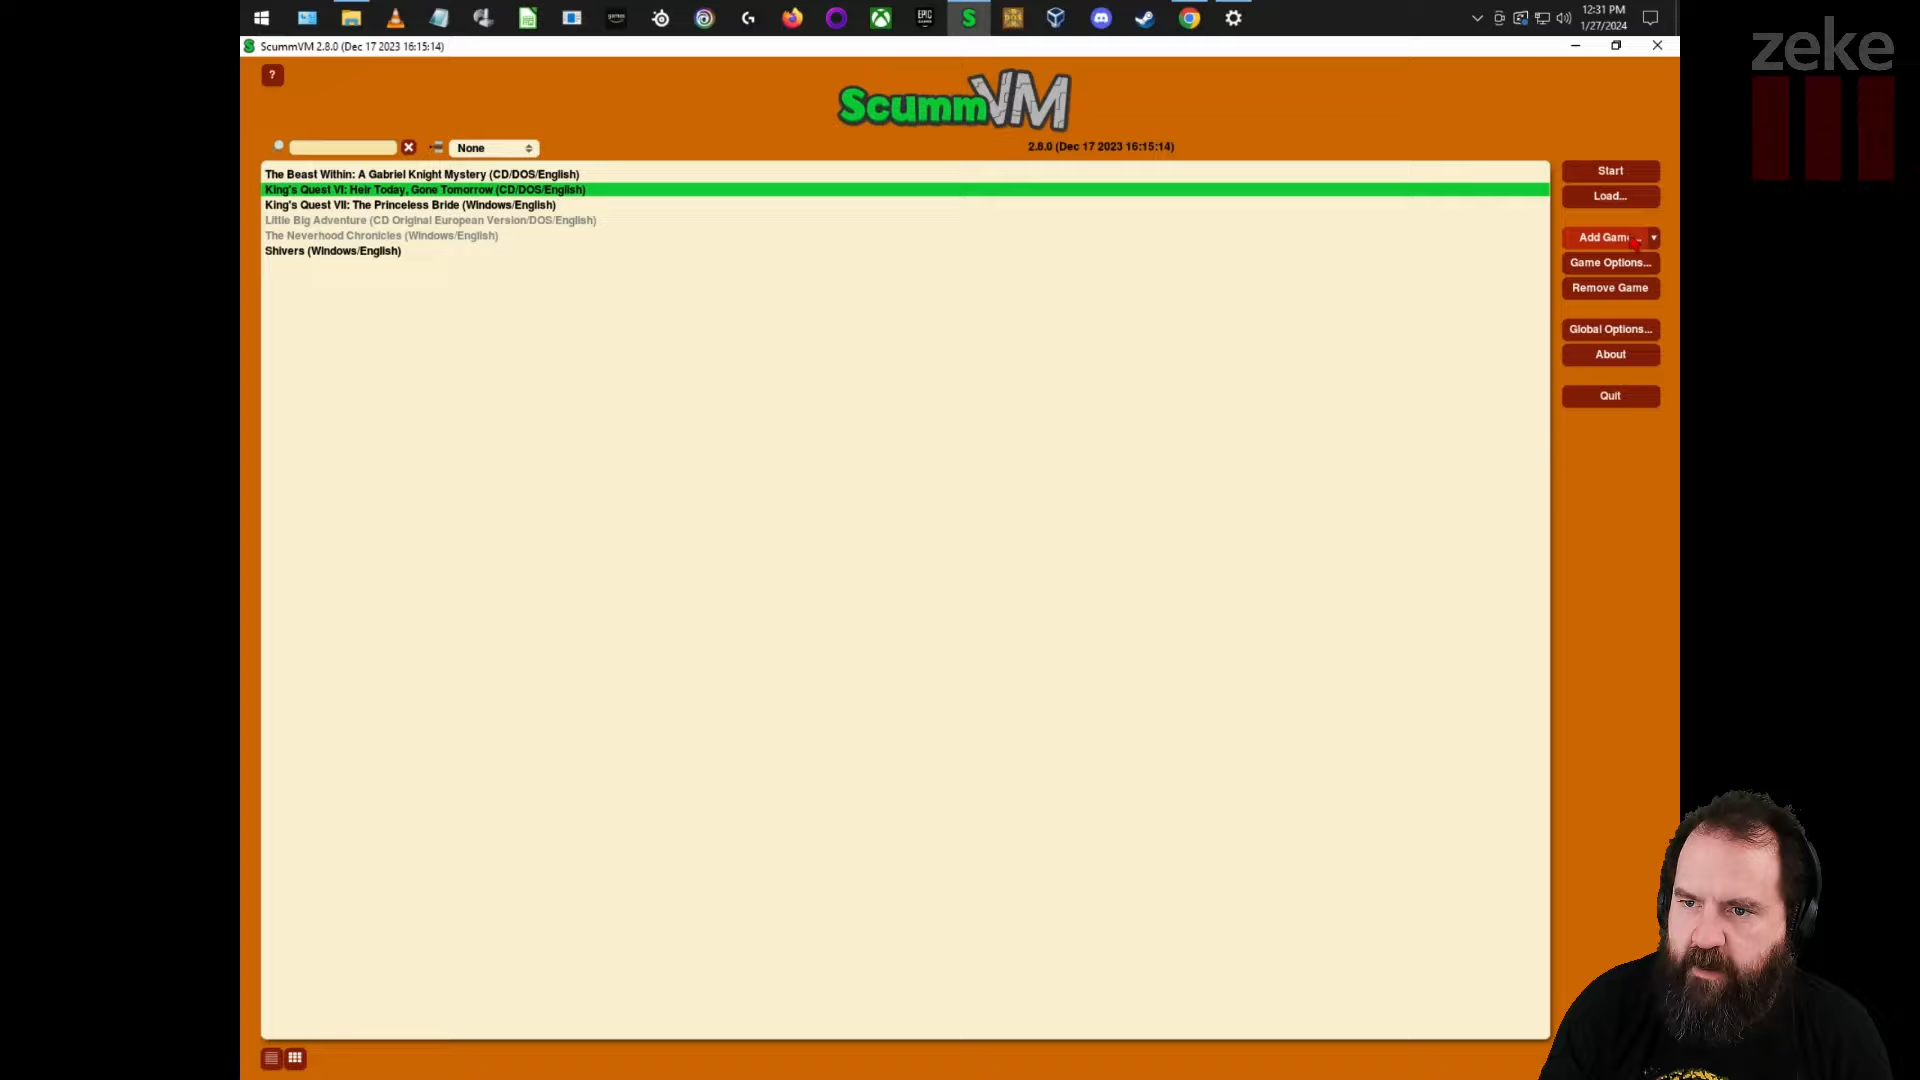 12:31 PM
1/27/2024
ScummVM 2.8.0 (Dec 17 2023 16:15:14)
zeke
?
ScummVM
None
2.8.0 (Dec 17 2023 16:15:14)
The Beast Within: A Gabriel Knight Mystery (CD/DOS/English)
King's Quest VI: Heir Today, Gone Tomorrow (CD/DOS/English)
King's Quest VII: The Princeless Bride (Windows/English)
Little Big Adventure (CD Original European Version/DOS/English)
The Neverhood Chronicles (Windows/English)
Shivers (Windows/English)
Start
Load...
Add Game...
Game Options...
Remove Game
Global Options...
About
Quit
EPIC